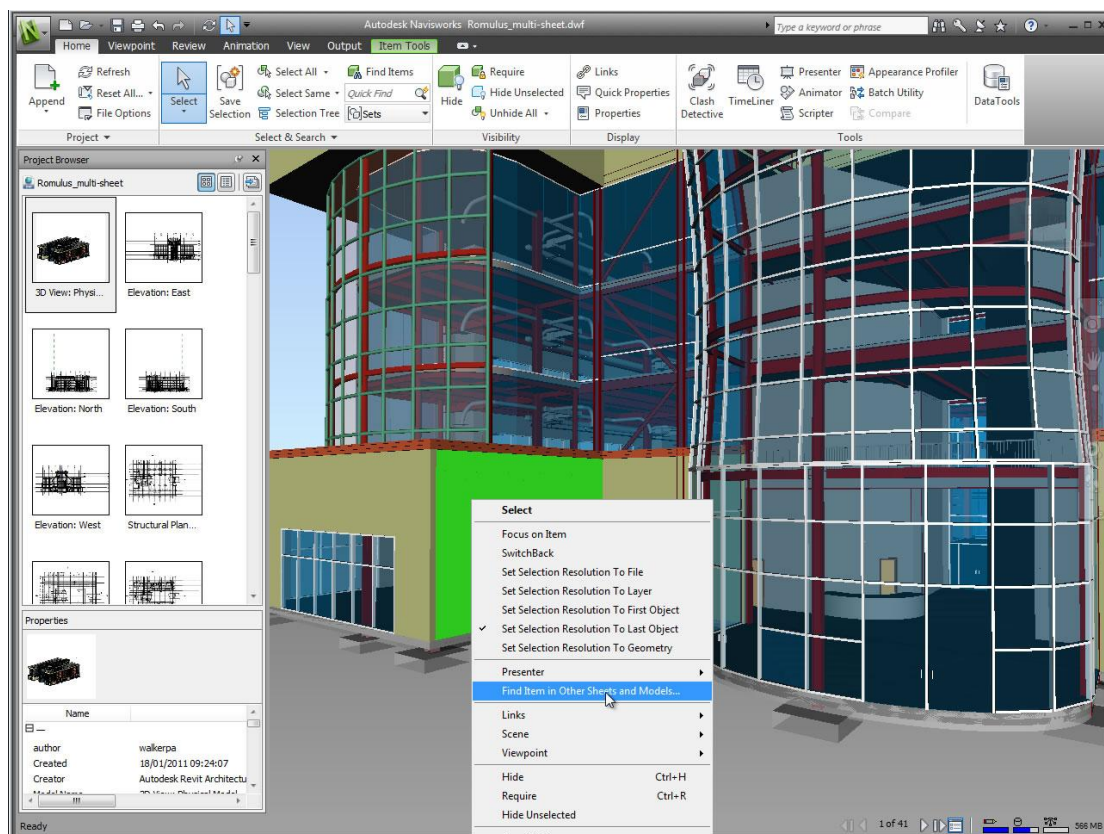 Autodesk Navisworks Romulus_multi-sheet.dwf
Type a keyword or phrase
Home Viewpoint Review Animation View Output Item Tools
Append
Refresh
Reset All...
File Options
Project
Select
Save Selection
Select All
Select Same
Selection Tree
Find Items
Quick Find
Sets
Select & Search
Hide
Require
Hide Unselected
Unhide All
Visibility
Links
Quick Properties
Properties
Display
Clash Detective
TimeLiner
Presenter
Animator
Scripter
Appearance Profiler
Batch Utility
Compare
Tools
DataTools
Project Browser
Romulus_multi-sheet
3D View: Physi...
Elevation: East
Elevation: North
Elevation: South
Elevation: West
Structural Plan...
Properties
Name
author walkerpa
Created 18/01/2011 09:24:07
Creator Autodesk Revit Architectu
Select
Focus on Item
SwitchBack
Set Selection Resolution To File
Set Selection Resolution To Layer
Set Selection Resolution To First Object
Set Selection Resolution To Last Object
Set Selection Resolution To Geometry
Presenter
Find Item in Other Sheets and Models...
Links
Scene
Viewpoint
Hide Ctrl+H
Require Ctrl+R
Hide Unselected
Ready
1 of 41
566 MB